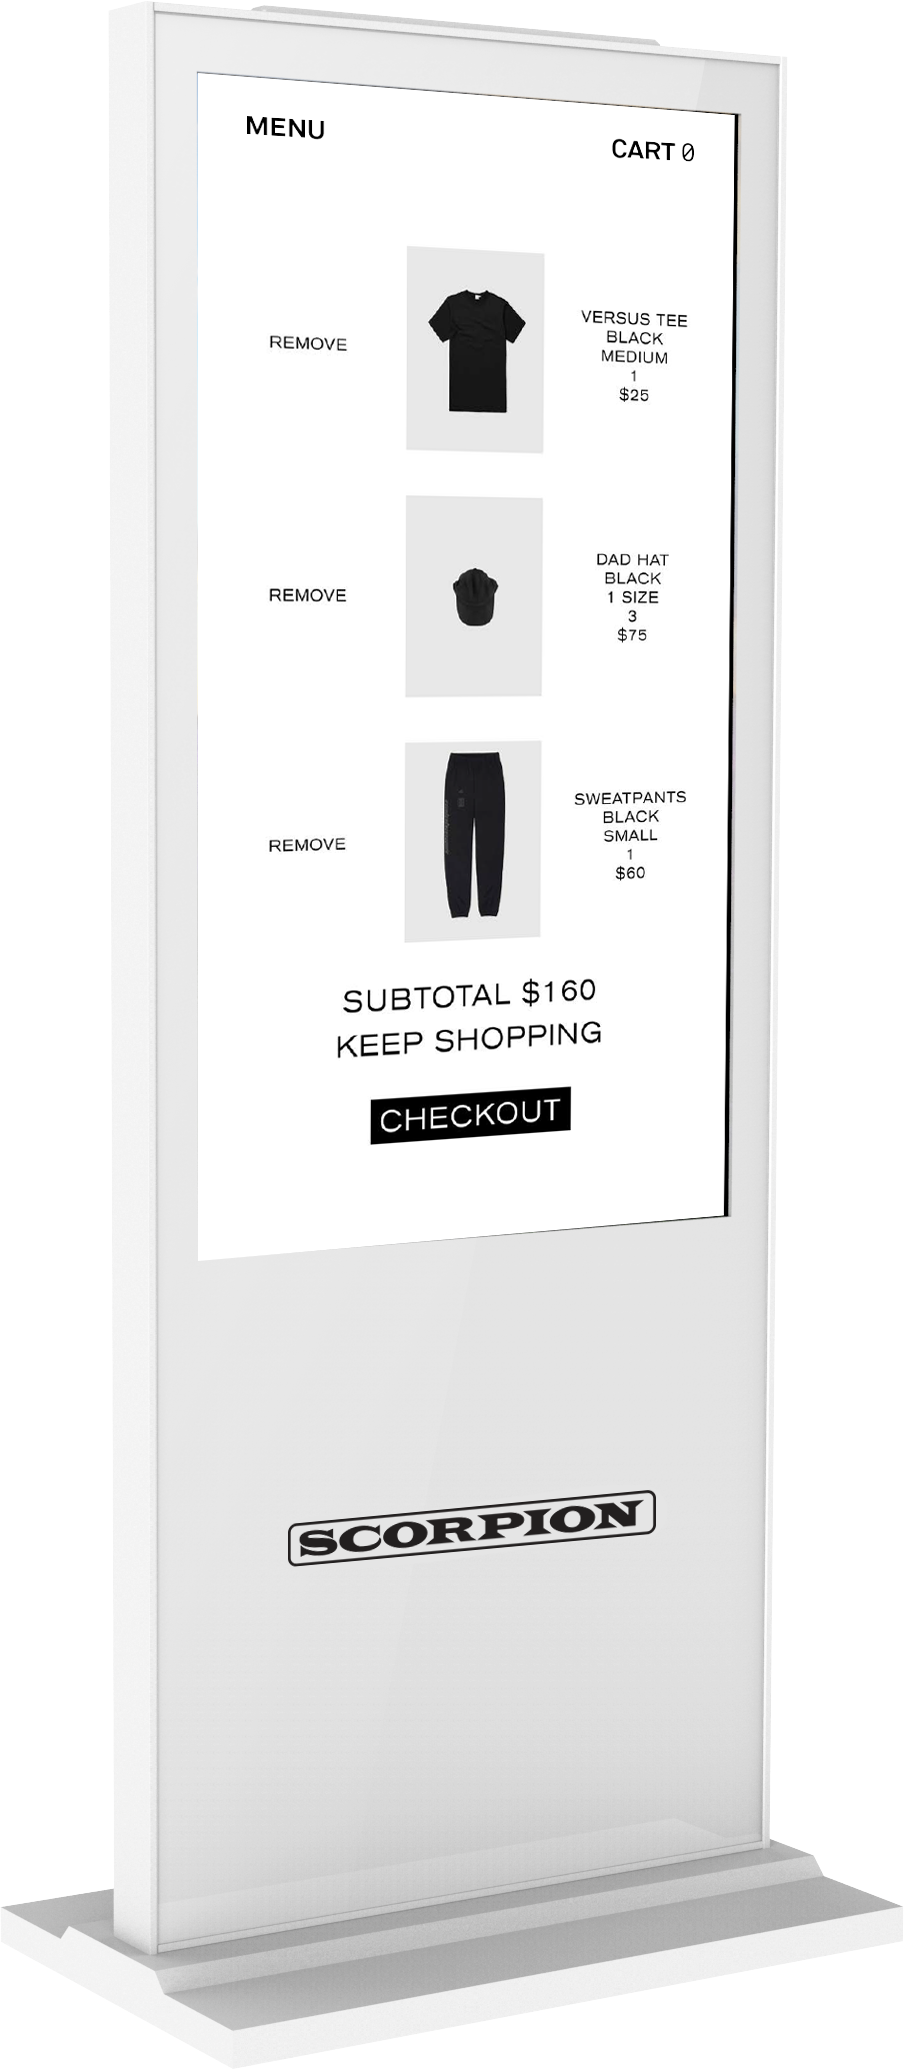 MENU
CART 0
REMOVE
VERSUS TEE
BLACK
MEDIUM
1
$25
REMOVE
DAD HAT
BLACK
1 SIZE
3
$75
REMOVE
SWEATPANTS
BLACK
SMALL
1
$60
SUBTOTAL $160
KEEP SHOPPING
CHECKOUT
SCORPION